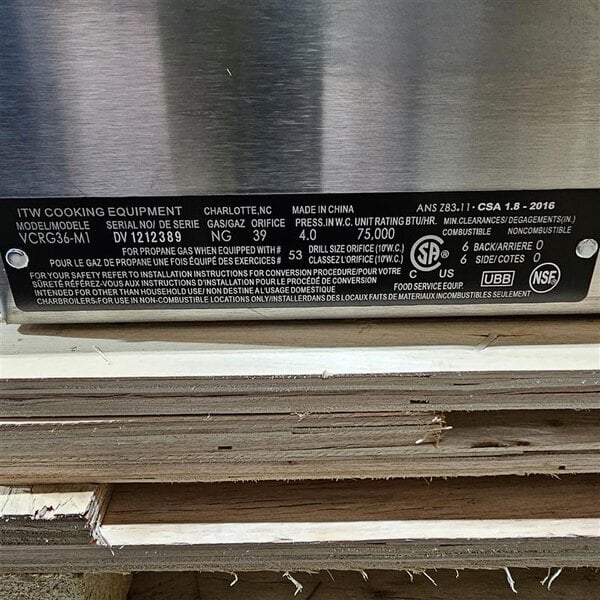 ITW COOKING EQUIPMENT CHARLOTTE,NC MADE IN CHINA ANS Z83.11 · CSA 1.8 - 2016
MODEL/MODELE SERIAL NO/ DE SERIE GAS/GAZ ORIFICE PRESS.IN W.C. UNIT RATING BTU/HR. MIN.CLEARANCES/DEGAGEMENTS(IN.)
VCRG36-M1 DV 1212389 NG 39 4.0 75,000 COMBUSTIBLE NONCOMBUSTIBLE
FOR PROPANE GAS WHEN EQUIPPED WITH # 53 DRILL SIZE ORIFICE (10"W.C.) 6 BACK/ARRIERE 0
POUR LE GAZ DE PROPANE UNE FOIS ÉQUIPÉ DES EXERCICES # CLASSEZ L'ORIFICE (10"W.C.) 6 SIDE/COTES 0
FOR YOUR SAFETY REFER TO INSTALLATION INSTRUCTIONS FOR CONVERSION PROCEDURE/POUR VOTRE
SÛRETÉ RÉFÉREZ-VOUS AUX INSTRUCTIONS D'INSTALLATION POUR LE PROCÉDÉ DE CONVERSION
INTENDED FOR OTHER THAN HOUSEHOLD USE/ NON DESTINE A L'USAGE DOMESTIQUE
CHARBROILERS:FOR USE IN NON-COMBUSTIBLE LOCATIONS ONLY/INSTALLERDANS DES LOCAUX FAITS DE MATERIAUX INCOMBUSTIBLES SEULEMENT
SP
®
C US
FOOD SERVICE EQUIP.
UBB
NSF